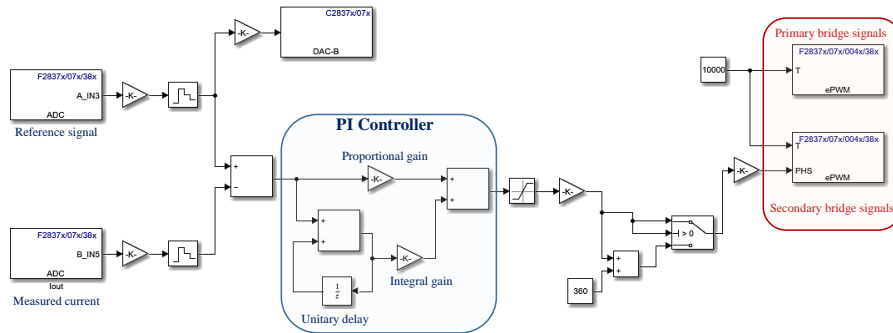 C2837x/07x
-K-
DAC-B
Primary bridge signals
F2837x/07x/004x/38x
T
ePWM
10000
F2837x/07x/38x
A_IN3
ADC
-K-
Reference signal
PI Controller
Proportional gain
-K-
+
+
+
−
F2837x/07x/004x/38x
T
PHS
ePWM
-K-
-K-
Secondary bridge signals
> 0
+
+
360
+
+
-K-
Integral gain
1
z
Unitary delay
F2837x/07x/38x
B_IN5
ADC
Iout
-K-
Measured current